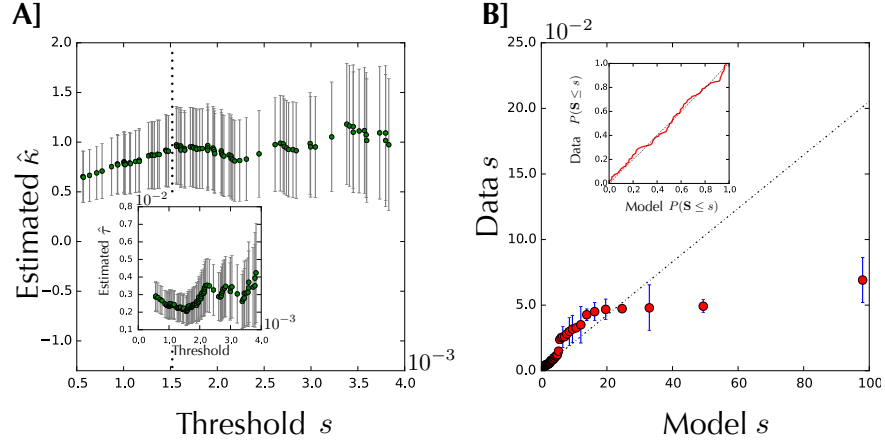 A]
B]
10⁻²
2.0
1.5
1.0
0.5
0.0
−0.5
−1.0
Estimated κ̂
10⁻²
0.8
0.7
0.6
0.5
0.4
0.3
0.2
0.1
Estimated τ̂
0.0 1.0 2.0 3.0 4.0
Threshold
10⁻³
0.5 1.0 1.5 2.0 2.5 3.0 3.5 4.0
10⁻³
Threshold s
25.0
20.0
15.0
10.0
5.0
0.0
Data s
1.0
0.8
0.6
0.4
0.2
0.0
Data P(S ≤ s)
0.0 0.2 0.4 0.6 0.8 1.0
Model P(S ≤ s)
0 20 40 60 80 100
Model s